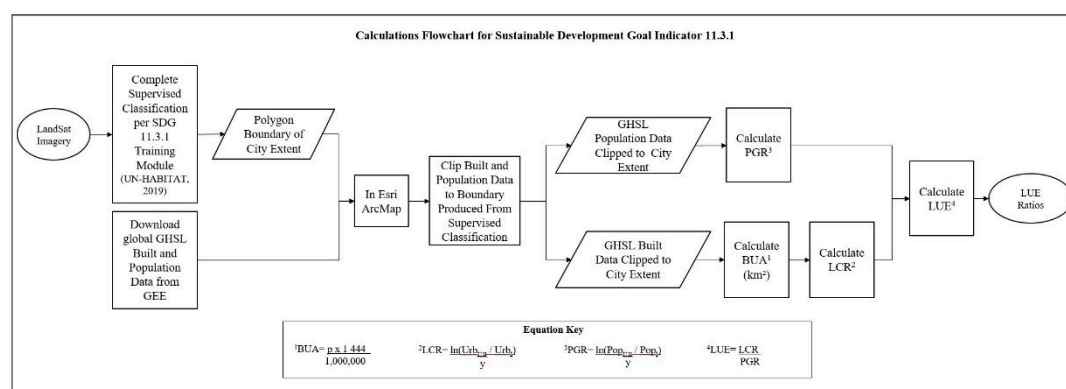 Calculations Flowchart for Sustainable Development Goal Indicator 11.3.1
LandSat
Imagery
Complete
Supervised
Classification
per SDG
11.3.1
Training
Module
(UN-HABITAT,
2019)
Polygon
Boundary of
City Extent
Download
global GHSL
Built and
Population
Data from
GEE
In Esri
ArcMap
Clip Built and
Population Data
to Boundary
Produced From
Supervised
Classification
GHSL
Population Data
Clipped to City
Extent
Calculate
PGR³
GHSL Built
Data Clipped to
City Extent
Calculate
BUA¹
(km²)
Calculate
LCR²
Calculate
LUE⁴
LUE
Ratios
Equation Key
¹BUA= p x 1 444
1,000,000
²LCR= ln(Urb / Urb)
y
³PGR= ln(Pop / Pop)
y
⁴LUE= LCR
PGR